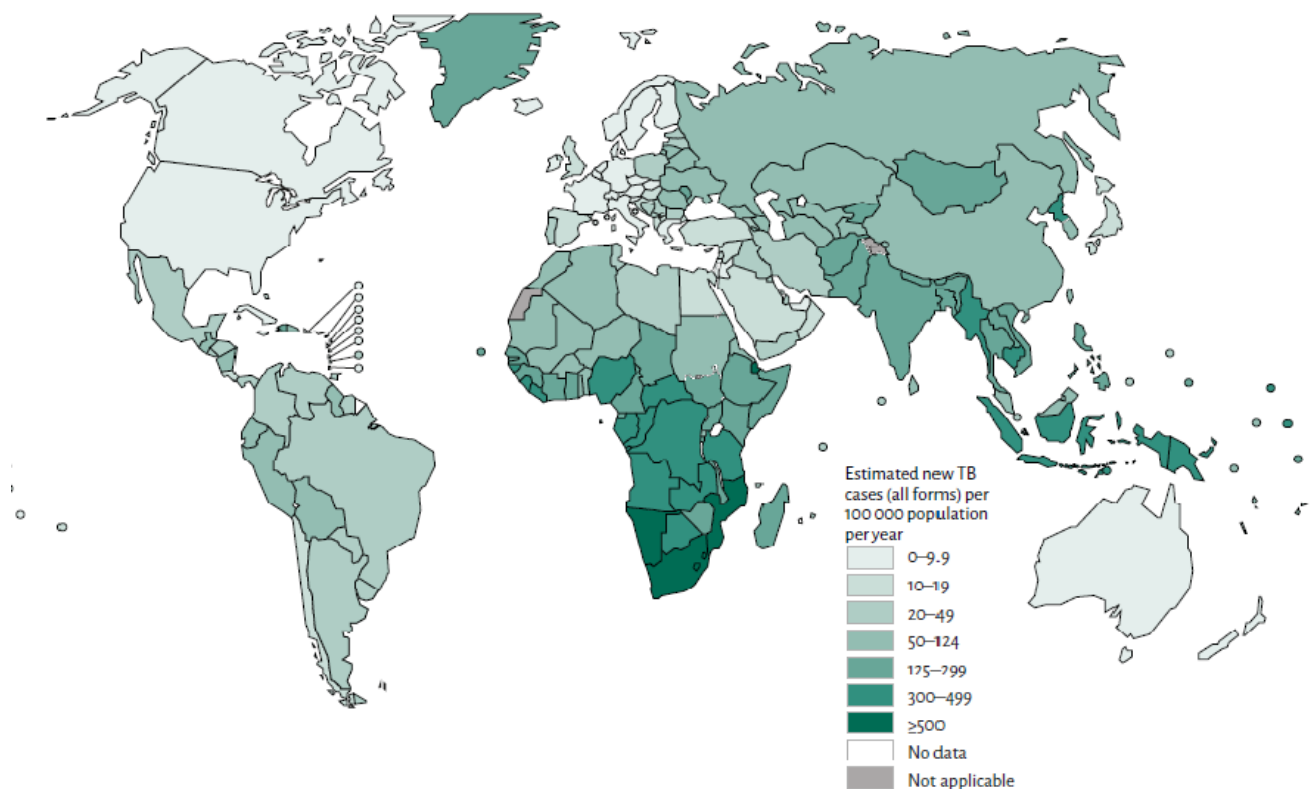 Estimated new TB
cases (all forms) per
100 000 population
per year
0–9.9
10–19
20–49
50–124
125–299
300–499
≥500
No data
Not applicable